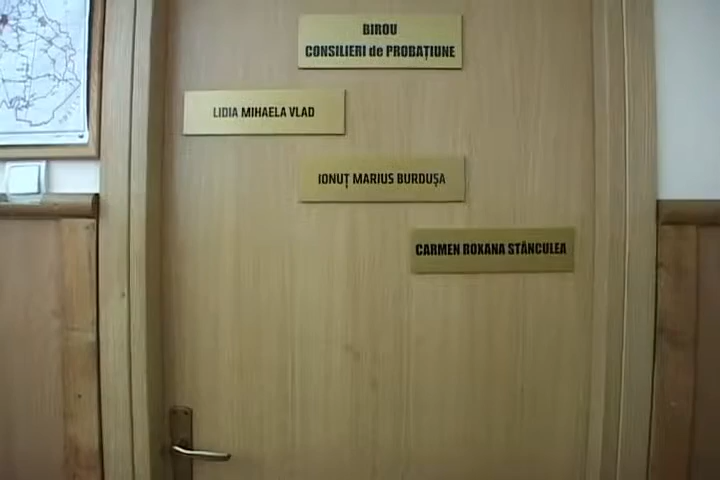 BIROU
CONSILIERI de PROBAȚIUNE
LIDIA MIHAELA VLAD
IONUȚ MARIUS BURDUȘA
CARMEN ROXANA STĂNCULEA